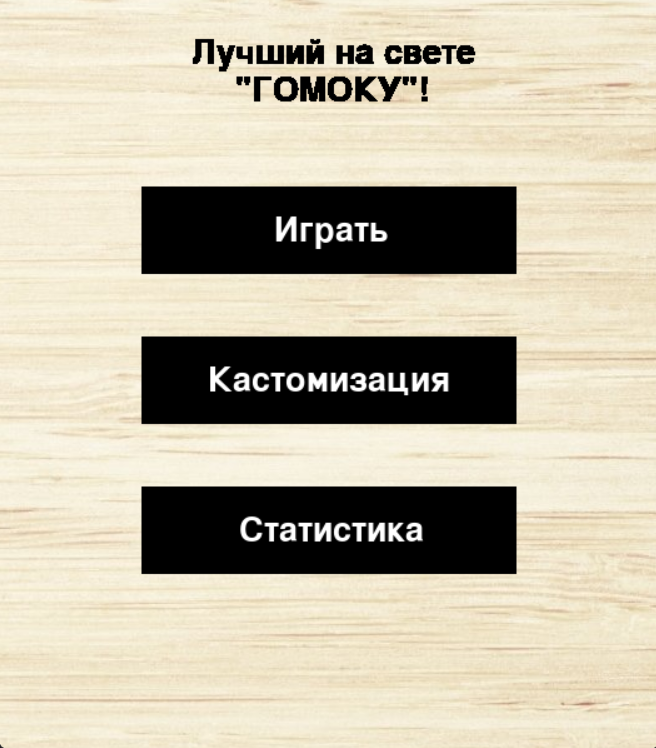 Лучший на свете
"ГОМОКУ"!
Играть
Кастомизация
Статистика